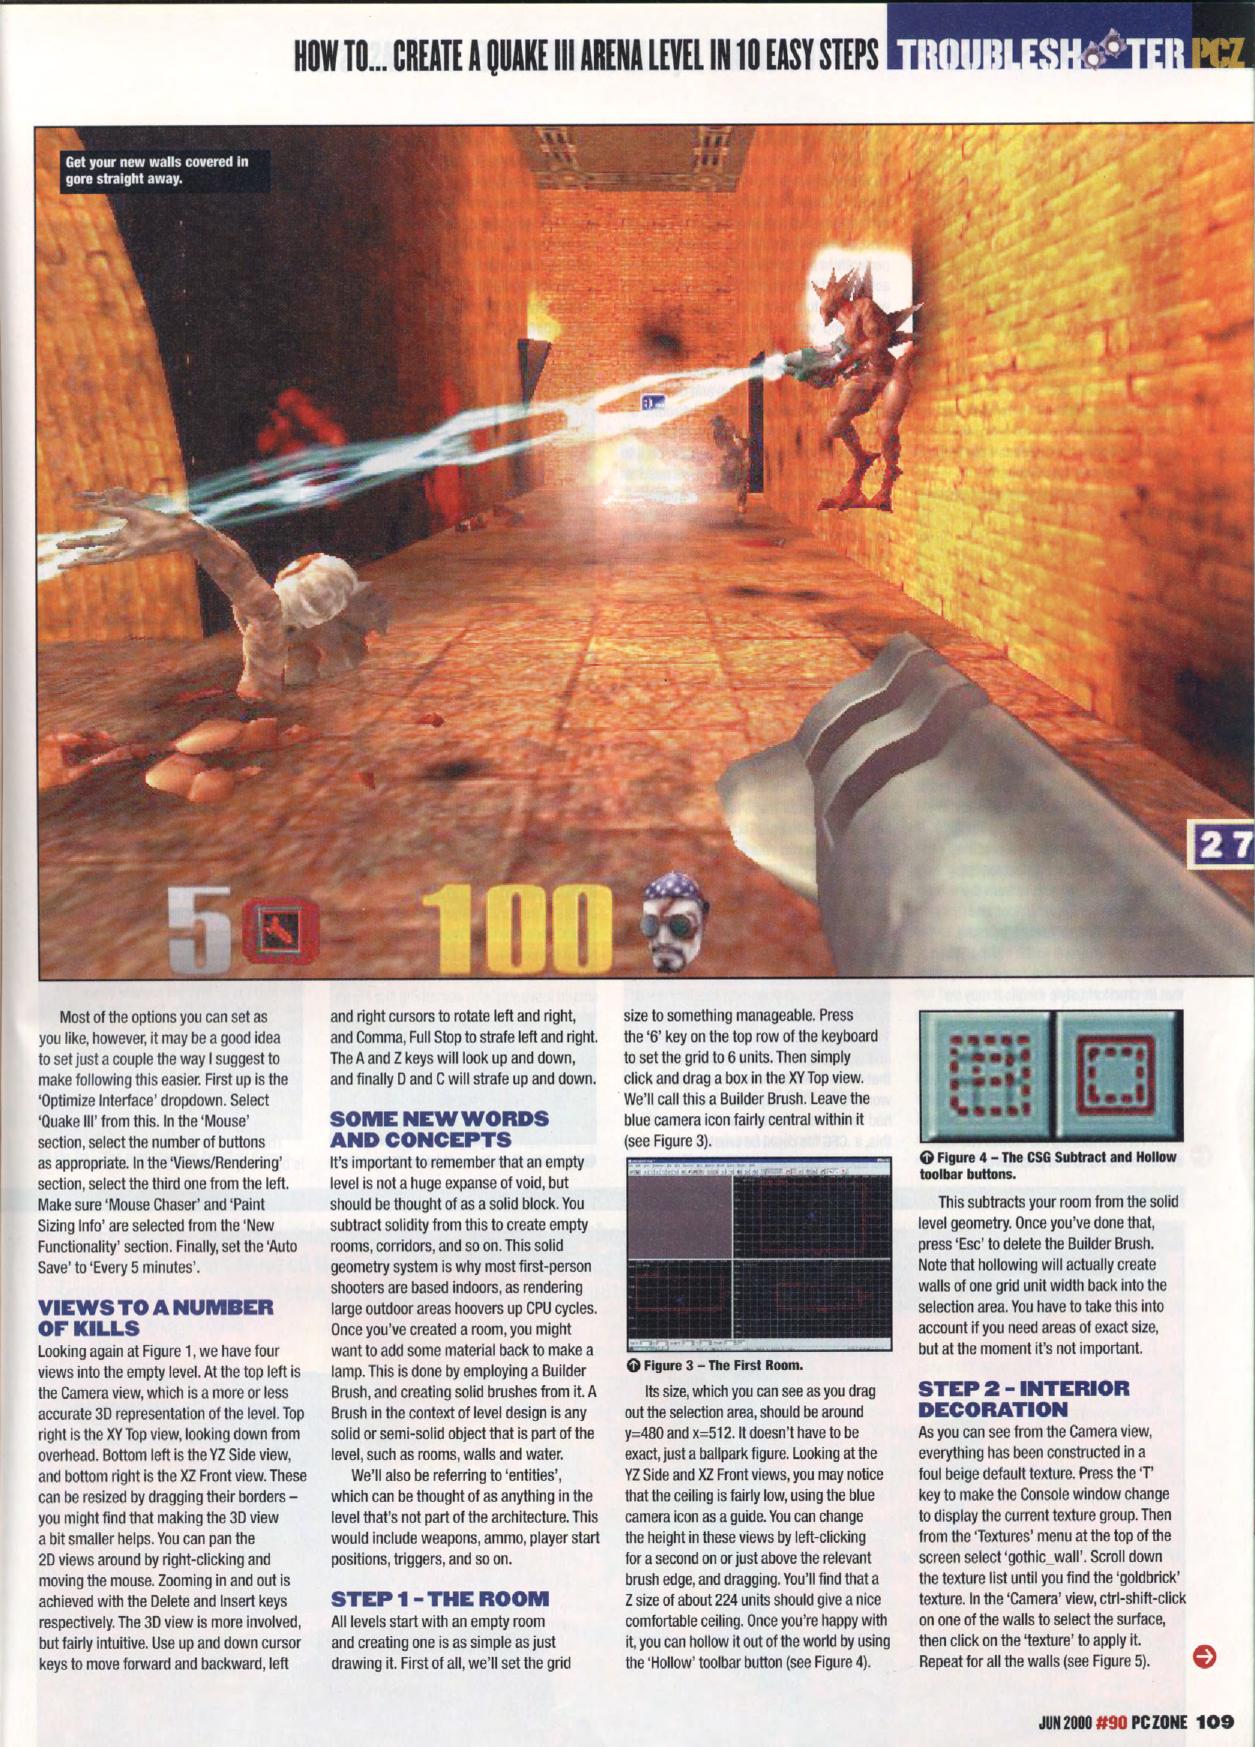 HOW TO... CREATE A QUAKE III ARENA LEVEL IN 10 EASY STEPS
TROUBLESHOOTER PCZ
Get your new walls covered in
gore straight away.
27
5
100
Most of the options you can set as
you like, however, it may be a good idea
to set just a couple the way I suggest to
make following this easier. First up is the
‘Optimize Interface’ dropdown. Select
‘Quake III’ from this. In the ‘Mouse’
section, select the number of buttons
as appropriate. In the ‘Views/Rendering’
section, select the third one from the left.
Make sure ‘Mouse Chaser’ and ‘Paint
Sizing Info’ are selected from the ‘New
Functionality’ section. Finally, set the ‘Auto
Save’ to ‘Every 5 minutes’.
VIEWS TO A NUMBER
OF KILLS
Looking again at Figure 1, we have four
views into the empty level. At the top left is
the Camera view, which is a more or less
accurate 3D representation of the level. Top
right is the XY Top view, looking down from
overhead. Bottom left is the YZ Side view,
and bottom right is the XZ Front view. These
can be resized by dragging their borders –
you might find that making the 3D view
a bit smaller helps. You can pan the
2D views around by right-clicking and
moving the mouse. Zooming in and out is
achieved with the Delete and Insert keys
respectively. The 3D view is more involved,
but fairly intuitive. Use up and down cursor
keys to move forward and backward, left
and right cursors to rotate left and right,
and Comma, Full Stop to strafe left and right.
The A and Z keys will look up and down,
and finally D and C will strafe up and down.
SOME NEW WORDS
AND CONCEPTS
It’s important to remember that an empty
level is not a huge expanse of void, but
should be thought of as a solid block. You
subtract solidity from this to create empty
rooms, corridors, and so on. This solid
geometry system is why most first-person
shooters are based indoors, as rendering
large outdoor areas hoovers up CPU cycles.
Once you’ve created a room, you might
want to add some material back to make a
lamp. This is done by employing a Builder
Brush, and creating solid brushes from it. A
Brush in the context of level design is any
solid or semi-solid object that is part of the
level, such as rooms, walls and water.
We’ll also be referring to ‘entities’,
which can be thought of as anything in the
level that’s not part of the architecture. This
would include weapons, ammo, player start
positions, triggers, and so on.
STEP 1 – THE ROOM
All levels start with an empty room
and creating one is as simple as just
drawing it. First of all, we’ll set the grid
size to something manageable. Press
the ‘6’ key on the top row of the keyboard
to set the grid to 6 units. Then simply
click and drag a box in the XY Top view.
We’ll call this a Builder Brush. Leave the
blue camera icon fairly central within it
(see Figure 3).
Figure 3 – The First Room.
Its size, which you can see as you drag
out the selection area, should be around
y=480 and x=512. It doesn’t have to be
exact, just a ballpark figure. Looking at the
YZ Side and XZ Front views, you may notice
that the ceiling is fairly low, using the blue
camera icon as a guide. You can change
the height in these views by left-clicking
for a second on or just above the relevant
brush edge, and dragging. You’ll find that a
Z size of about 224 units should give a nice
comfortable ceiling. Once you’re happy with
it, you can hollow it out of the world by using
the ‘Hollow’ toolbar button (see Figure 4).
Figure 4 – The CSG Subtract and Hollow
toolbar buttons.
This subtracts your room from the solid
level geometry. Once you’ve done that,
press ‘Esc’ to delete the Builder Brush.
Note that hollowing will actually create
walls of one grid unit width back into the
selection area. You have to take this into
account if you need areas of exact size,
but at the moment it’s not important.
STEP 2 – INTERIOR
DECORATION
As you can see from the Camera view,
everything has been constructed in a
foul beige default texture. Press the ‘T’
key to make the Console window change
to display the current texture group. Then
from the ‘Textures’ menu at the top of the
screen select ‘gothic_wall’. Scroll down
the texture list until you find the ‘goldbrick’
texture. In the ‘Camera’ view, ctrl-shift-click
on one of the walls to select the surface,
then click on the ‘texture’ to apply it.
Repeat for all the walls (see Figure 5).
JUN 2000 #90 PC ZONE 109